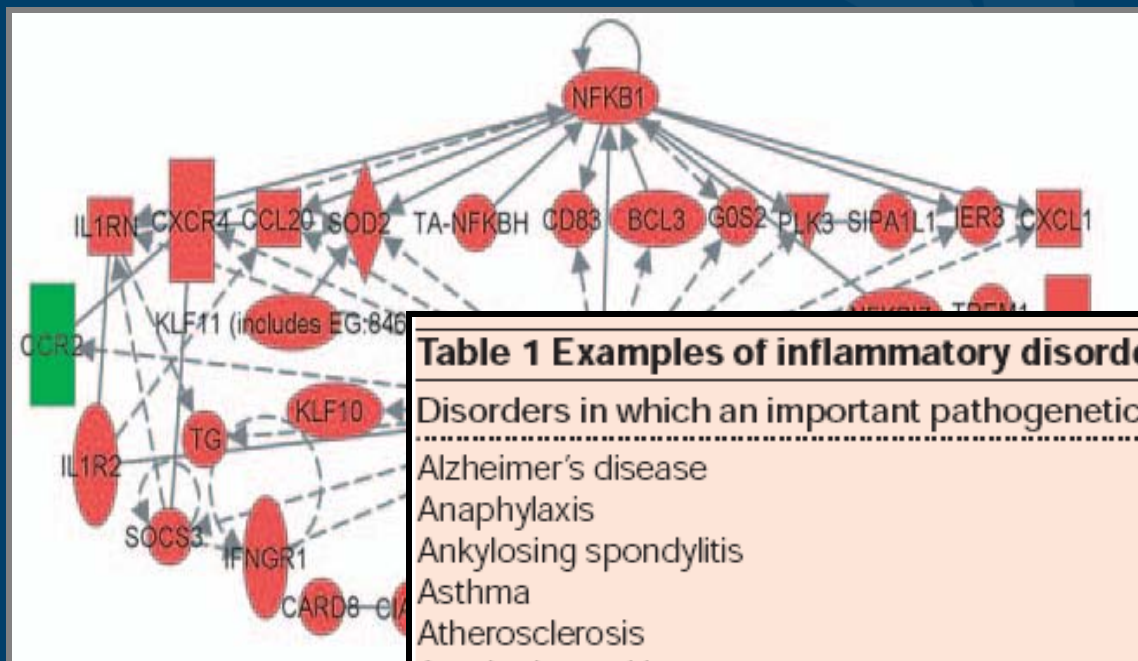 NFKB1
IL1RN CXCR4 CCL20 SOD2 TA-NFKBH CD83 BCL3 G0S2 PLK3 SIPA1L1 IER3 CXCL1
KLF11 (includes EG:846
CCR2
KLF10
TG
IL1R2
SOCS3
IFNGR1
CARD8
Table 1 Examples of inflammatory disord
Disorders in which an important pathogenetic
Alzheimer's disease
Anaphylaxis
Ankylosing spondylitis
Asthma
Atherosclerosis